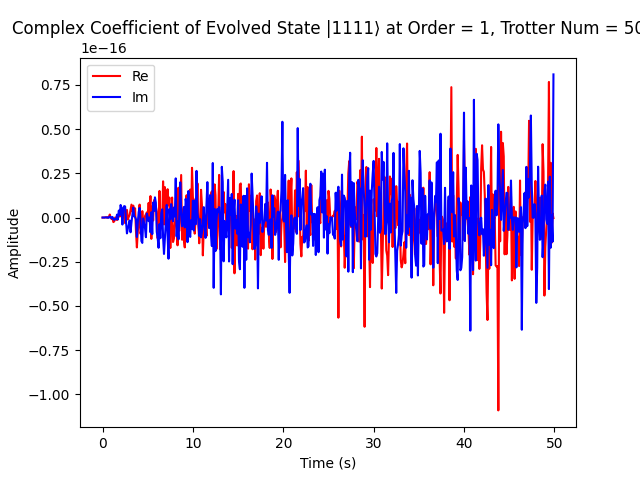 Complex Coefficient of Evolved State |1111⟩ at Order = 1, Trotter Num = 50
1e−16
Re
Im
0.75
0.50
0.25
0.00
−0.25
−0.50
−0.75
−1.00
Amplitude
0 10 20 30 40 50
Time (s)